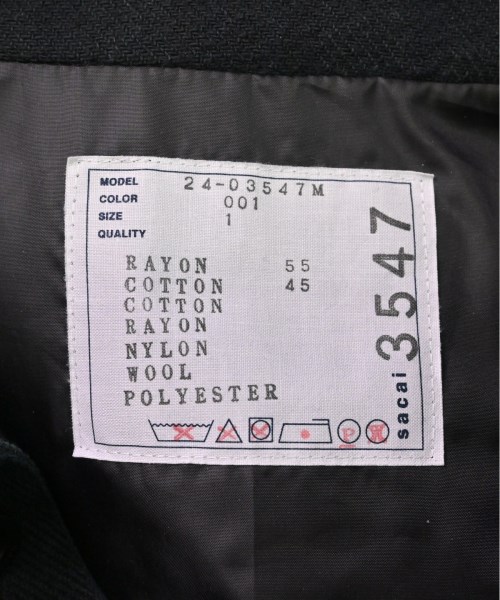 MODEL 24-03547M
COLOR 001
SIZE 1
QUALITY
RAYON 55
COTTON 45
COTTON
RAYON
NYLON
WOOL
POLYESTER
P W
sacai 3547